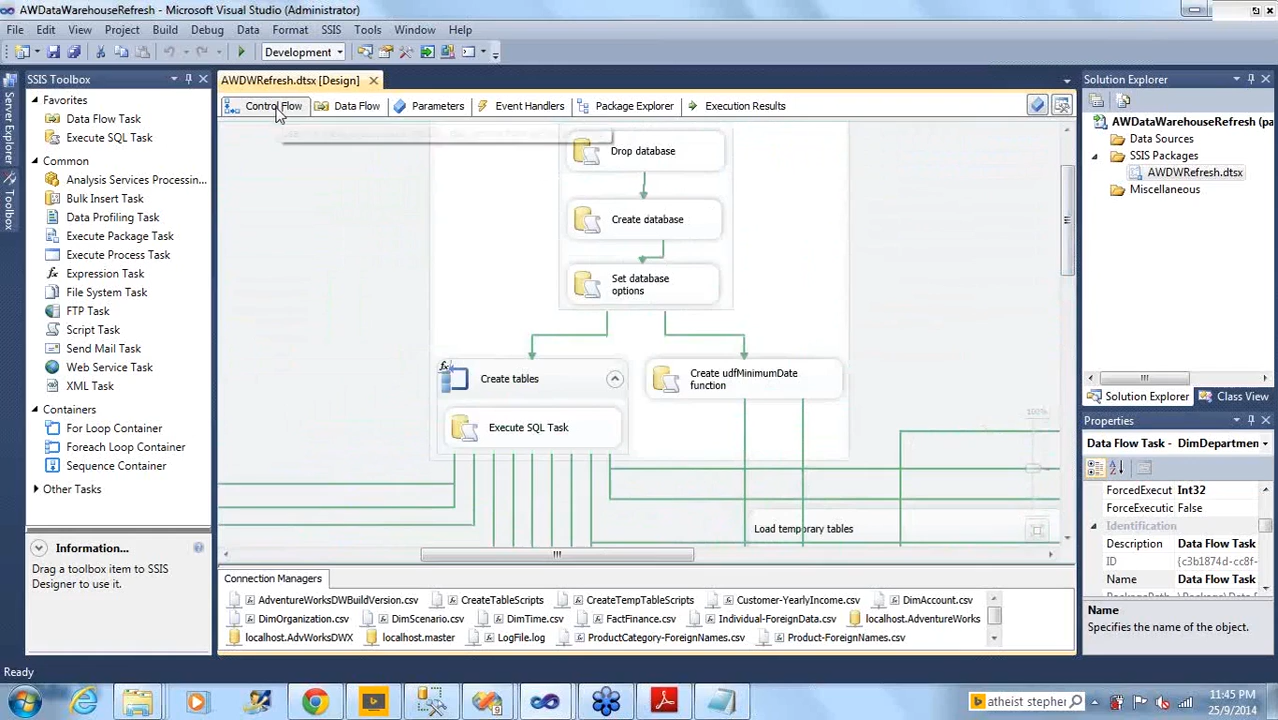 AWDataWarehouseRefresh - Microsoft Visual Studio (Administrator)
File Edit View Project Build Debug Data Format SSIS Tools Window Help
Development
SSIS Toolbox
AWDWRefresh.dtsx [Design]
Solution Explorer
Server Explorer
Toolbox
Favorites
Data Flow Task
Execute SQL Task
Common
Analysis Services Processin...
Bulk Insert Task
Data Profiling Task
Execute Package Task
Execute Process Task
Expression Task
File System Task
FTP Task
Script Task
Send Mail Task
Web Service Task
XML Task
Containers
For Loop Container
Foreach Loop Container
Sequence Container
Other Tasks
Information...
Drag a toolbox item to SSIS
Designer to use it.
Control Flow Data Flow Parameters Event Handlers Package Explorer Execution Results
Drop database
Create database
Set database
options
fx
Create tables
Create udfMinimumDate
function
Execute SQL Task
100%
Load temporary tables
Connection Managers
AdventureWorksDWBuildVersion.csv CreateTableScripts CreateTempTableScripts Customer-YearlyIncome.csv DimAccount.csv
DimOrganization.csv DimScenario.csv DimTime.csv FactFinance.csv Individual-ForeignData.csv localhost.AdventureWorks
localhost.AdvWorksDWX localhost.master LogFile.log ProductCategory-ForeignNames.csv Product-ForeignNames.csv
AWDataWarehouseRefresh (pa
Data Sources
SSIS Packages
AWDWRefresh.dtsx
Miscellaneous
Solution Explorer Class View
Properties
Data Flow Task - DimDepartmen
ForcedExecut Int32
ForceExecutic False
Identification
Description Data Flow Task
ID {c3b1874d-cc8f-
Name Data Flow Task
Name
Specifies the name of the object.
Ready
atheist stephe
11:45 PM
25/9/2014